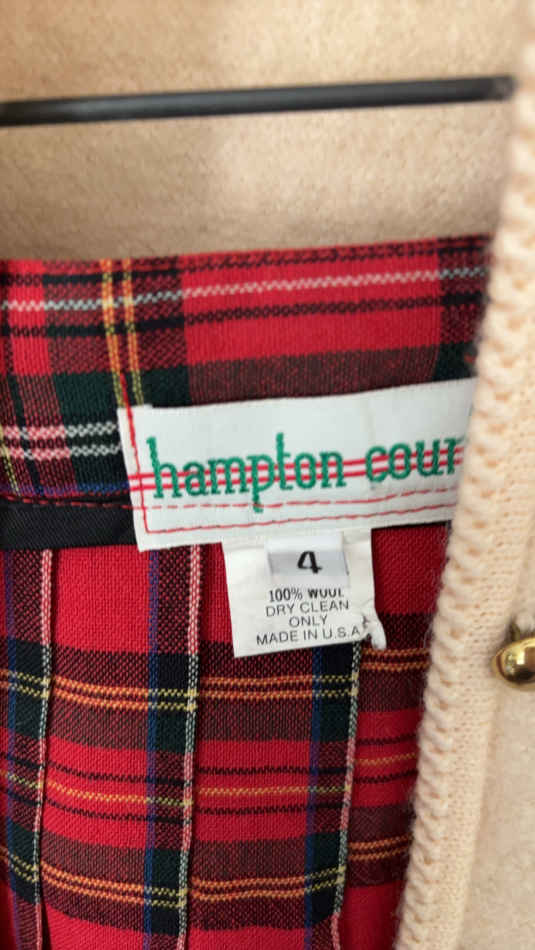 hampton cour
4
100% WOOL
DRY CLEAN
ONLY
MADE IN U.S.A